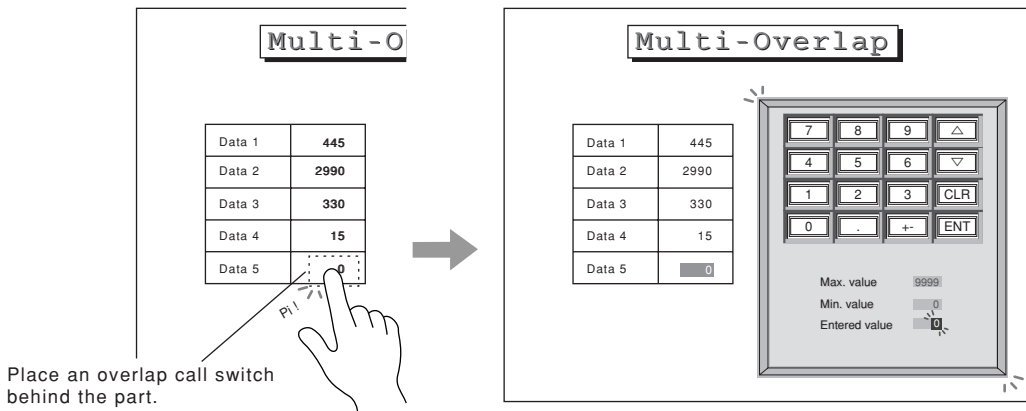 Multi-O
Data 1 445
Data 2 2990
Data 3 330
Data 4 15
Data 5 0
Pi !
Place an overlap call switch
behind the part.
Multi-Overlap
Data 1 445
Data 2 2990
Data 3 330
Data 4 15
Data 5 0
7 8 9 △
4 5 6 ▽
1 2 3 CLR
0 . +- ENT
Max. value 9999
Min. value 0
Entered value 0